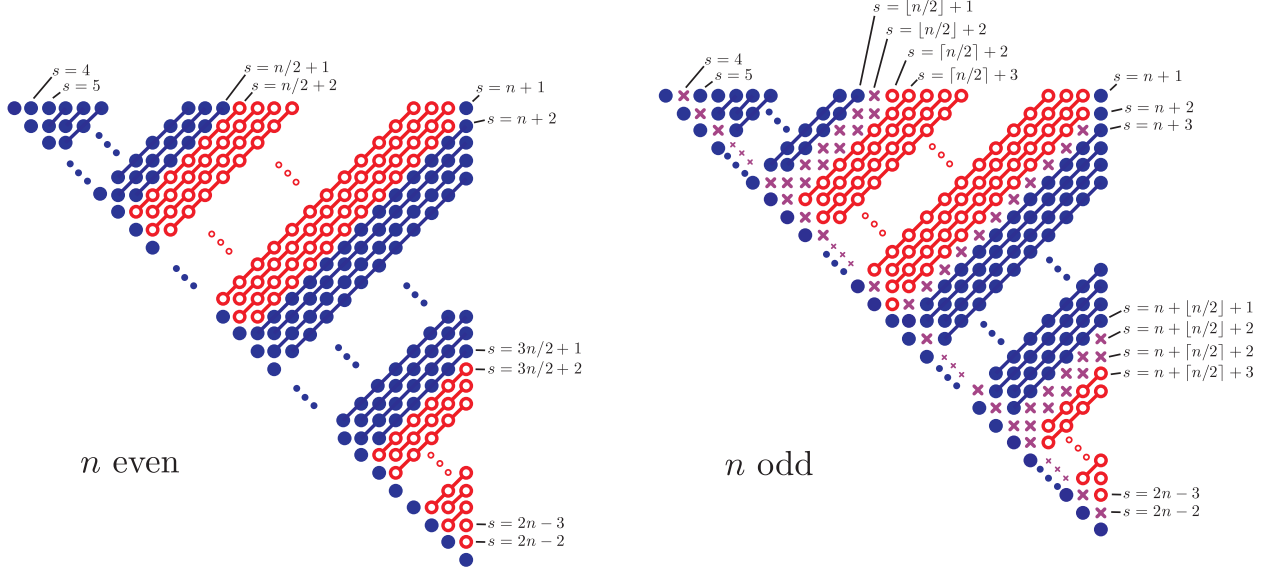 s = 4
s = 5
s = n/2 + 1
s = n/2 + 2
s = n + 1
s = n + 2
s = 3n/2 + 1
s = 3n/2 + 2
s = 2n − 3
s = 2n − 2
n even
s = ⌊n/2⌋ + 1
s = ⌊n/2⌋ + 2
s = ⌈n/2⌉ + 2
s = ⌈n/2⌉ + 3
s = 4
s = 5
s = n + 1
s = n + 2
s = n + 3
s = n + ⌊n/2⌋ + 1
s = n + ⌊n/2⌋ + 2
s = n + ⌈n/2⌉ + 2
s = n + ⌈n/2⌉ + 3
s = 2n − 3
s = 2n − 2
n odd